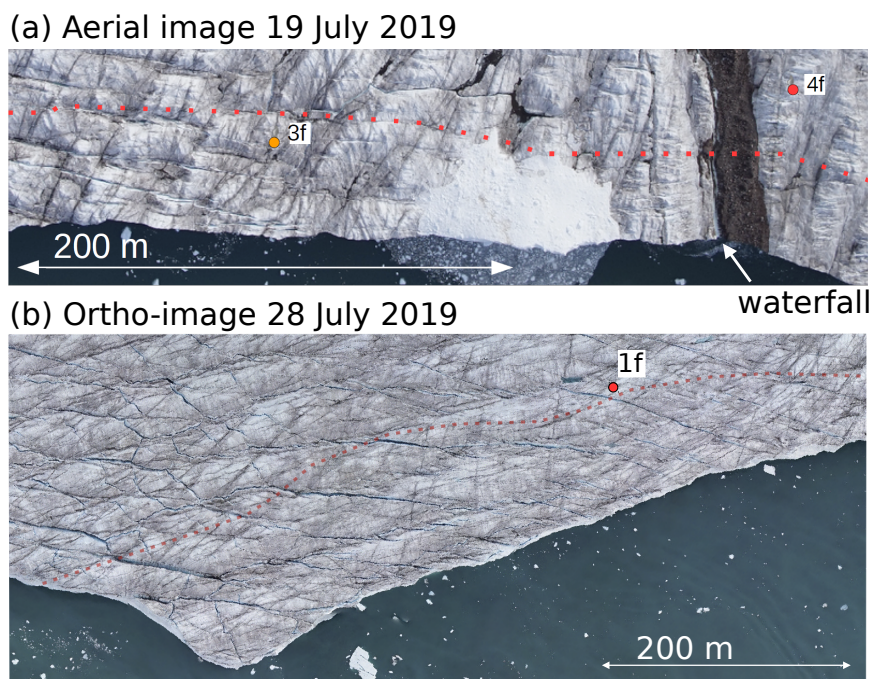 (a) Aerial image 19 July 2019
4f
3f
200 m
waterfall
(b) Ortho-image 28 July 2019
1f
200 m